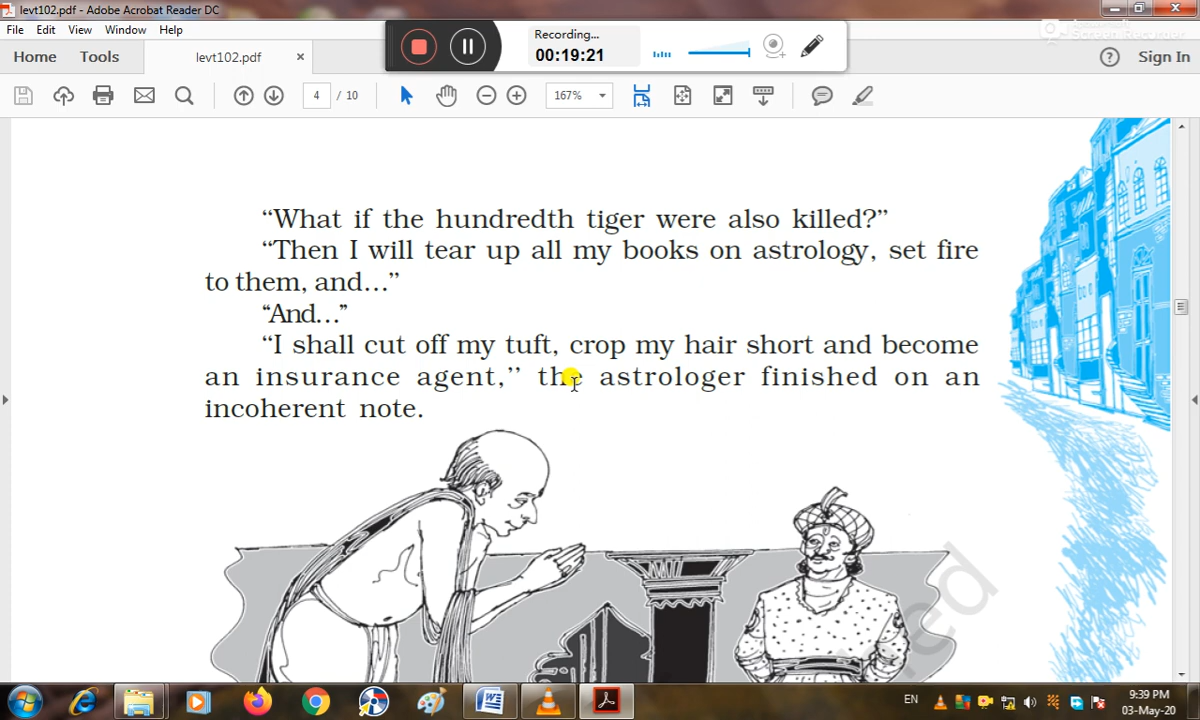 levt102.pdf - Adobe Acrobat Reader DC
File Edit View Window Help
Recording...
00:19:21
Screen Recorder
Home Tools levt102.pdf × Sign In
4 / 10 167%
“What if the hundredth tiger were also killed?”
“Then I will tear up all my books on astrology, set fire
to them, and…”
“And…”
“I shall cut off my tuft, crop my hair short and become
an insurance agent,” the astrologer finished on an
incoherent note.
EN 9:39 PM
03-May-20